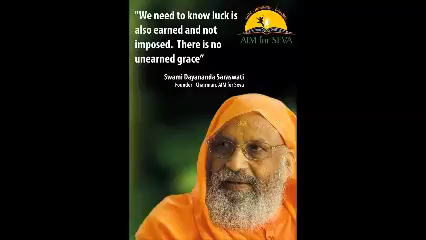 "We need to know luck is
also earned and not
imposed. There is no
unearned grace"
Swami Dayananda Saraswati
Founder Chairman, AIM for Seva
AIM for SEVA